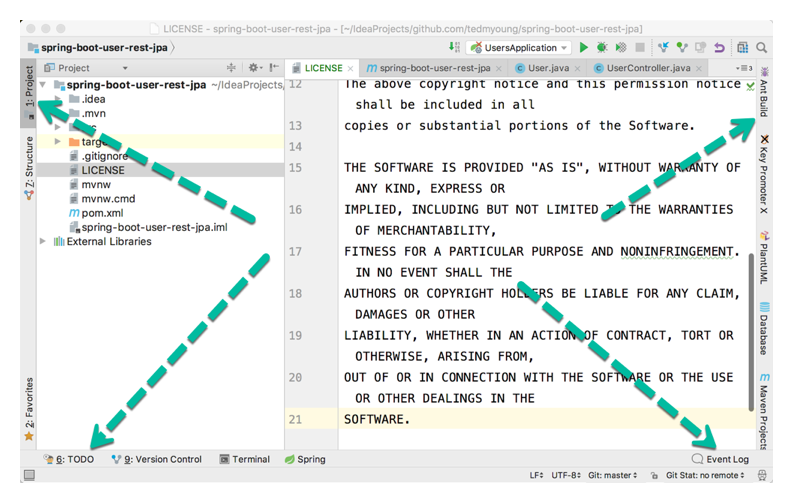 LICENSE - spring-boot-user-rest-jpa - [~/IdeaProjects/github.com/tedmyoung/spring-boot-user-rest-jpa]
spring-boot-user-rest-jpa
UsersApplication
1: Project
Z: Structure
2: Favorites
Project
spring-boot-user-rest-jpa ~/IdeaProjects,
.idea
.mvn
.gitignore
LICENSE
mvnw
mvnw.cmd
pom.xml
spring-boot-user-rest-jpa.iml
External Libraries
LICENSE
spring-boot-user-rest-jpa
User.java
UserController.java
3
12 The above copyright notice and this permission notice
shall be included in all
13 copies or substantial portions of the Software.
14
15 THE SOFTWARE IS PROVIDED "AS IS", WITHOUT WARRANTY OF
ANY KIND, EXPRESS OR
16 IMPLIED, INCLUDING BUT NOT LIMITED TO THE WARRANTIES
OF MERCHANTABILITY,
17 FITNESS FOR A PARTICULAR PURPOSE AND NONINFRINGEMENT.
IN NO EVENT SHALL THE
18 AUTHORS OR COPYRIGHT HOLDERS BE LIABLE FOR ANY CLAIM,
DAMAGES OR OTHER
19 LIABILITY, WHETHER IN AN ACTION OF CONTRACT, TORT OR
OTHERWISE, ARISING FROM,
20 OUT OF OR IN CONNECTION WITH THE SOFTWARE OR THE USE
OR OTHER DEALINGS IN THE
21 SOFTWARE.
Ant Build
Key Promoter X
PlantUML
Database
Maven Projects
6: TODO
9: Version Control
Terminal
Spring
Event Log
LF
UTF-8
Git: master
Git Stat: no remote